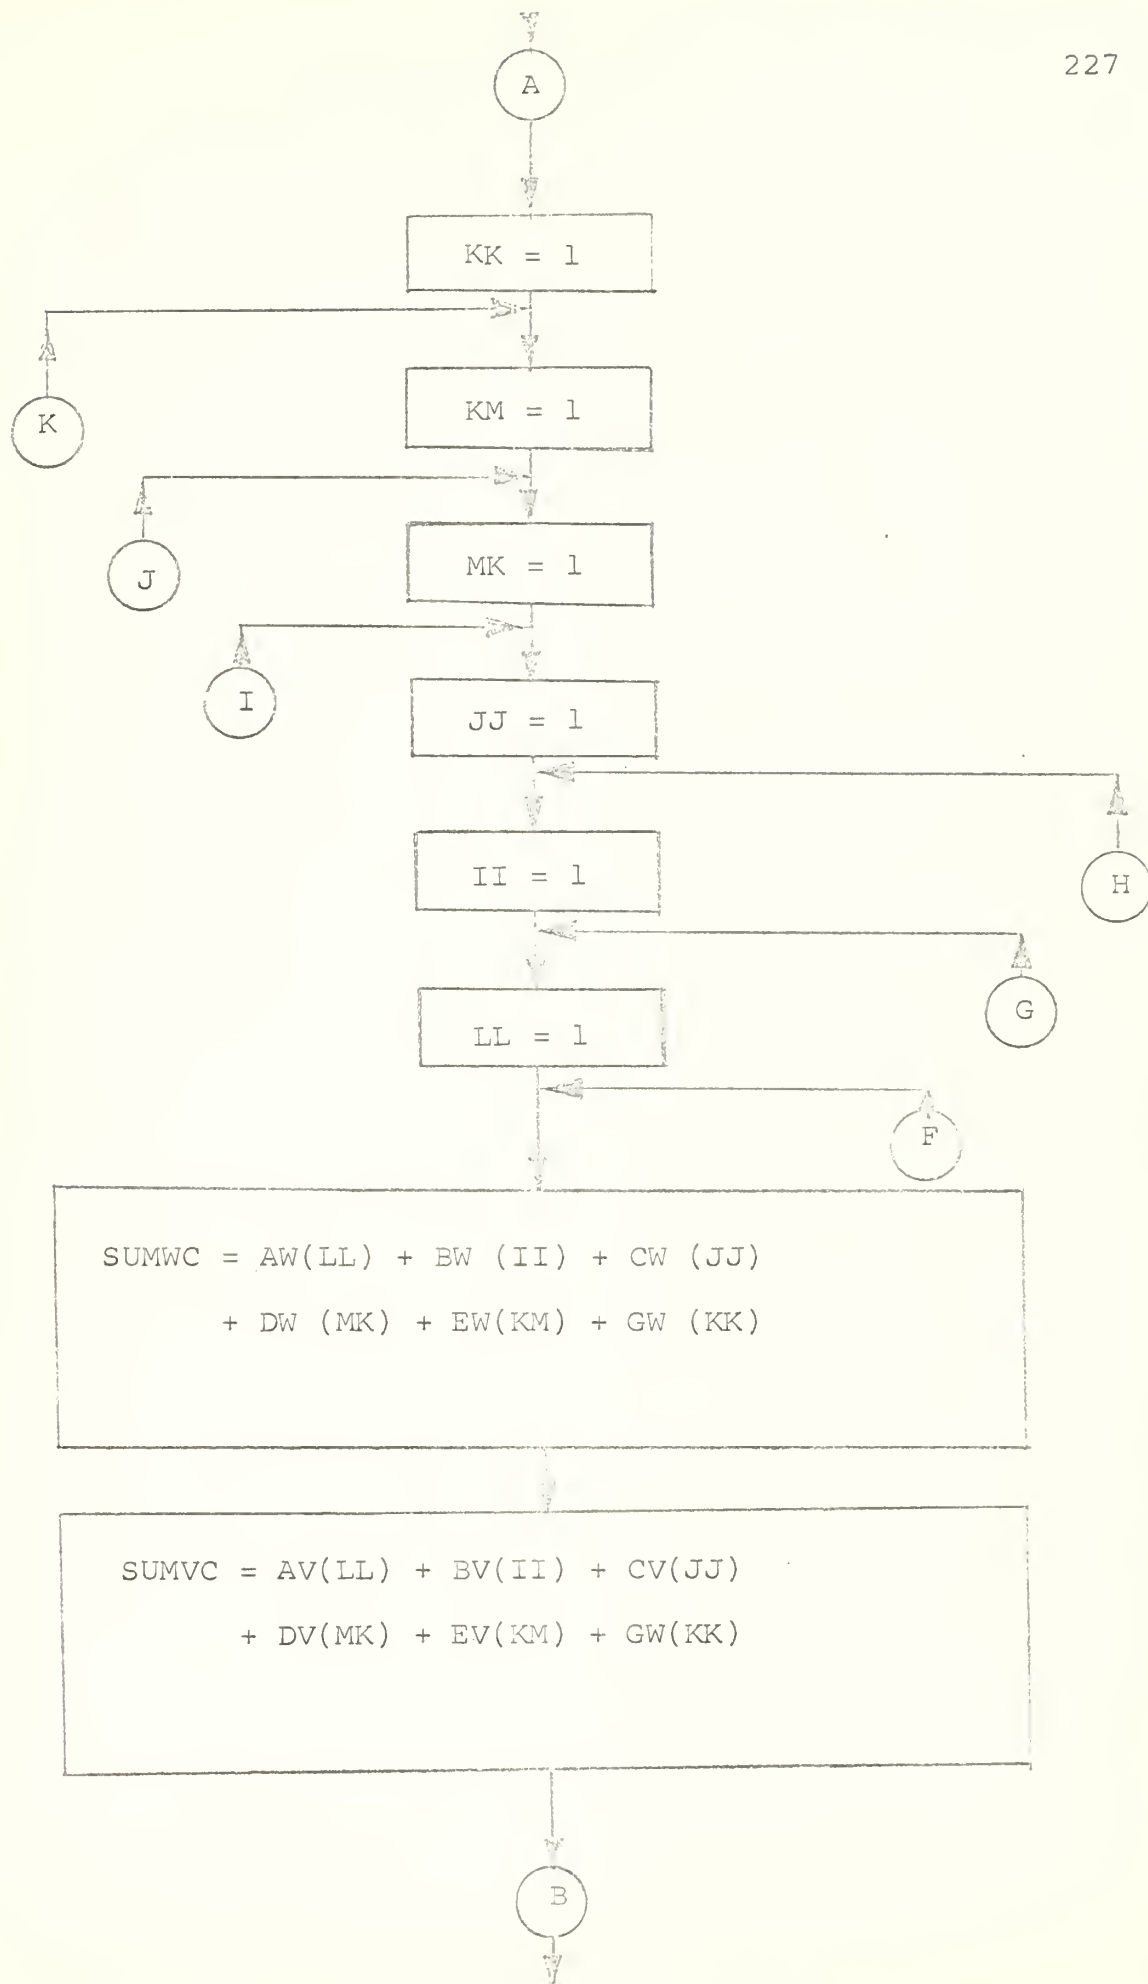 227
A
KK = 1
K
KM = 1
J
MK = 1
I
JJ = 1
H
II = 1
G
LL = 1
F
SUMWC = AW(LL) + BW (II) + CW (JJ)
+ DW (MK) + EW(KM) + GW (KK)
SUMVC = AV(LL) + BV(II) + CV(JJ)
+ DV(MK) + EV(KM) + GW(KK)
B